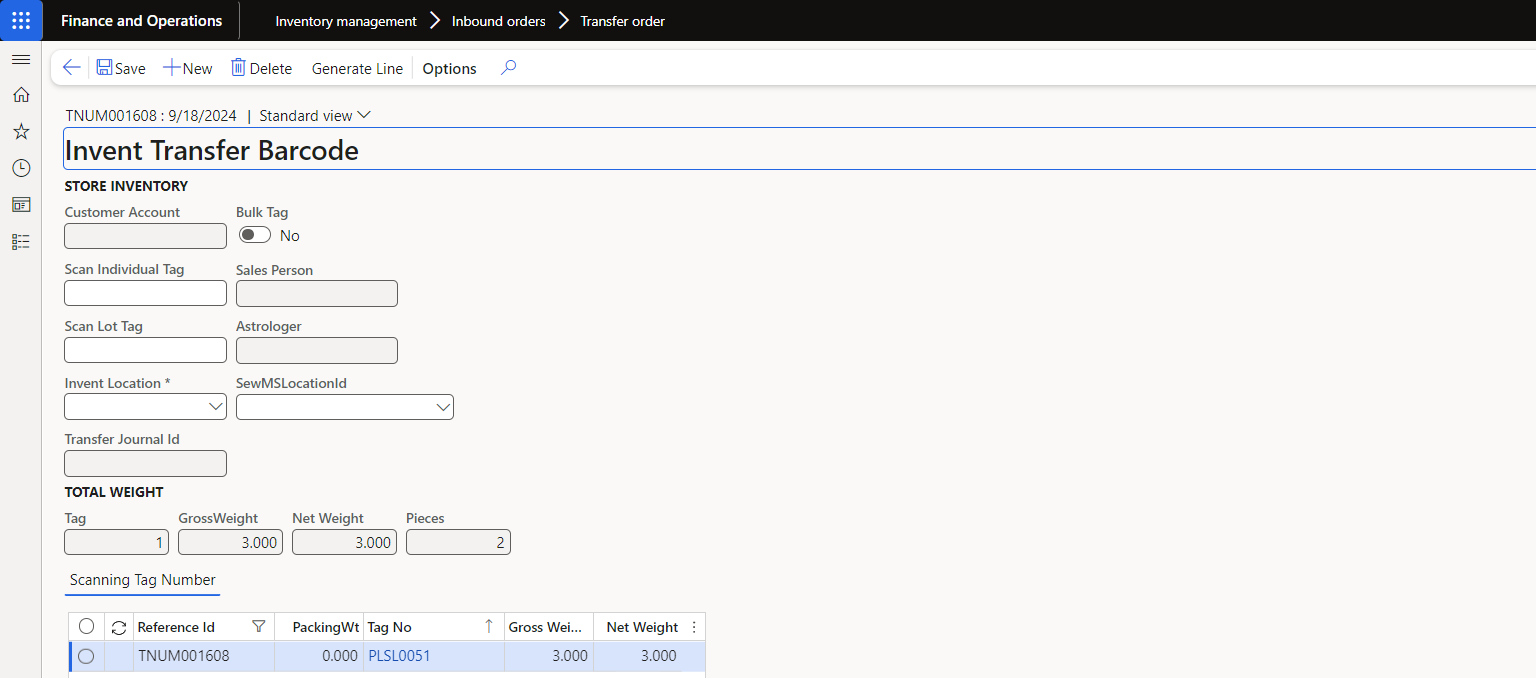 Finance and Operations
Inventory management Inbound orders Transfer order
Save New Delete Generate Line Options
TNUM001608 : 9/18/2024 | Standard view
Invent Transfer Barcode
STORE INVENTORY
Customer Account Bulk Tag
No
Scan Individual Tag Sales Person
Scan Lot Tag Astrologer
Invent Location * SewMSLocationId
Transfer Journal Id
TOTAL WEIGHT
Tag GrossWeight Net Weight Pieces
1 3.000 3.000 2
Scanning Tag Number
Reference Id PackingWt Tag No Gross Wei... Net Weight
TNUM001608 0.000 PLSL0051 3.000 3.000